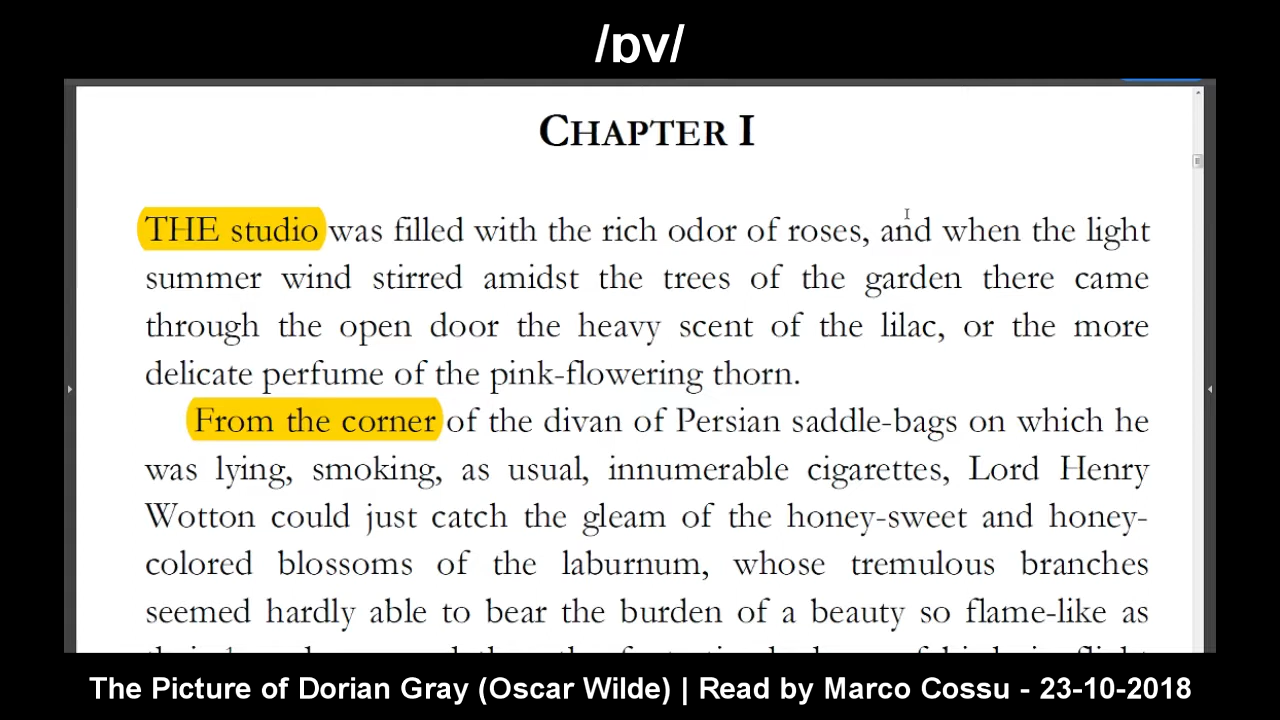 /ɒv/
CHAPTER I
THE studio was filled with the rich odor of roses, and when the light
summer wind stirred amidst the trees of the garden there came
through the open door the heavy scent of the lilac, or the more
delicate perfume of the pink-flowering thorn.
From the corner of the divan of Persian saddle-bags on which he
was lying, smoking, as usual, innumerable cigarettes, Lord Henry
Wotton could just catch the gleam of the honey-sweet and honey-
colored blossoms of the laburnum, whose tremulous branches
seemed hardly able to bear the burden of a beauty so flame-like as
The Picture of Dorian Gray (Oscar Wilde) | Read by Marco Cossu - 23-10-2018